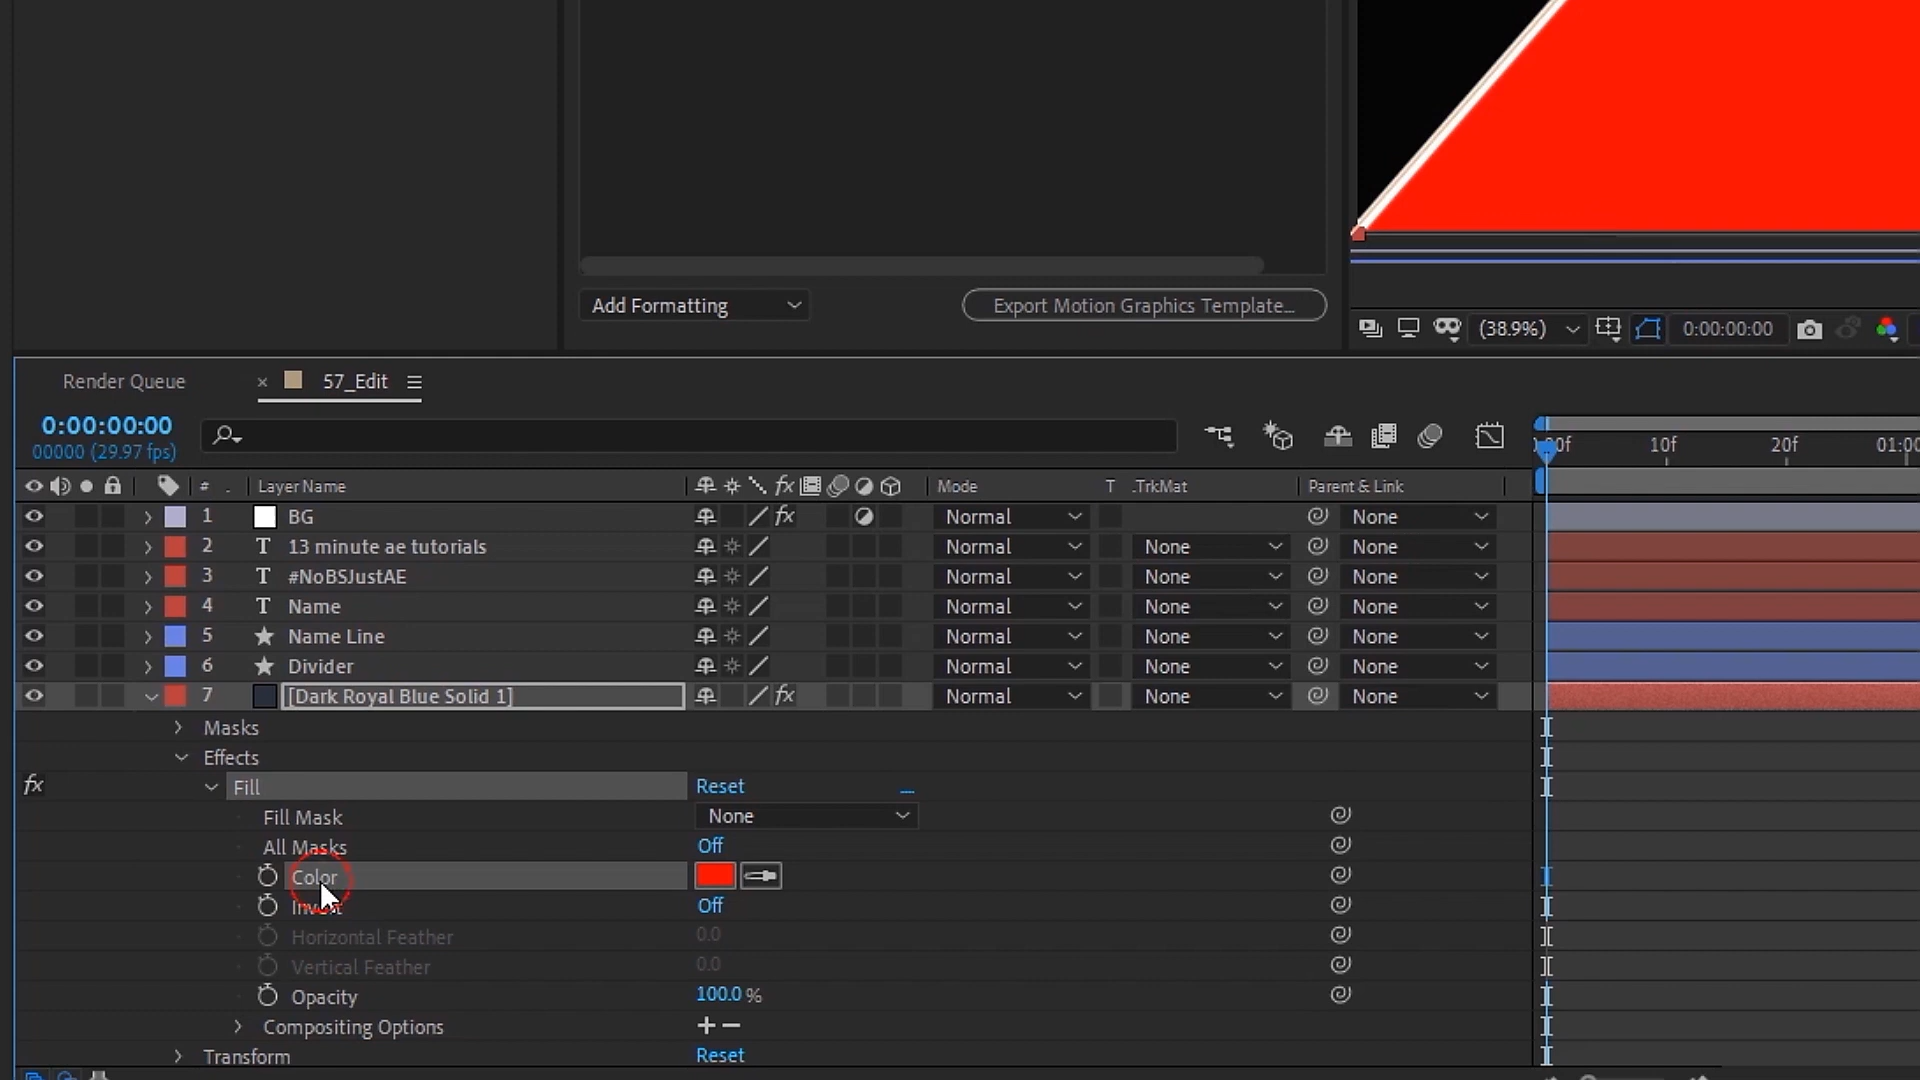 Add Formatting
Export Motion Graphics Template...
(38.9%)
0:00:00:00
Render Queue
× 57_Edit
0:00:00:00
00000 (29.97 fps)
0f 10f 20f 01:00
# . Layer Name fx Mode T .TrkMat Parent & Link
1 BG fx Normal None
2 T 13 minute ae tutorials Normal None None
3 T #NoBSJustAE Normal None None
4 T Name Normal None None
5 Name Line Normal None None
6 Divider Normal None None
7 [Dark Royal Blue Solid 1] fx Normal None None
Masks
Effects
fx Fill Reset ...
Fill Mask None
All Masks Off
Color
Invert Off
Horizontal Feather 0.0
Vertical Feather 0.0
Opacity 100.0 %
Compositing Options + −
Transform Reset